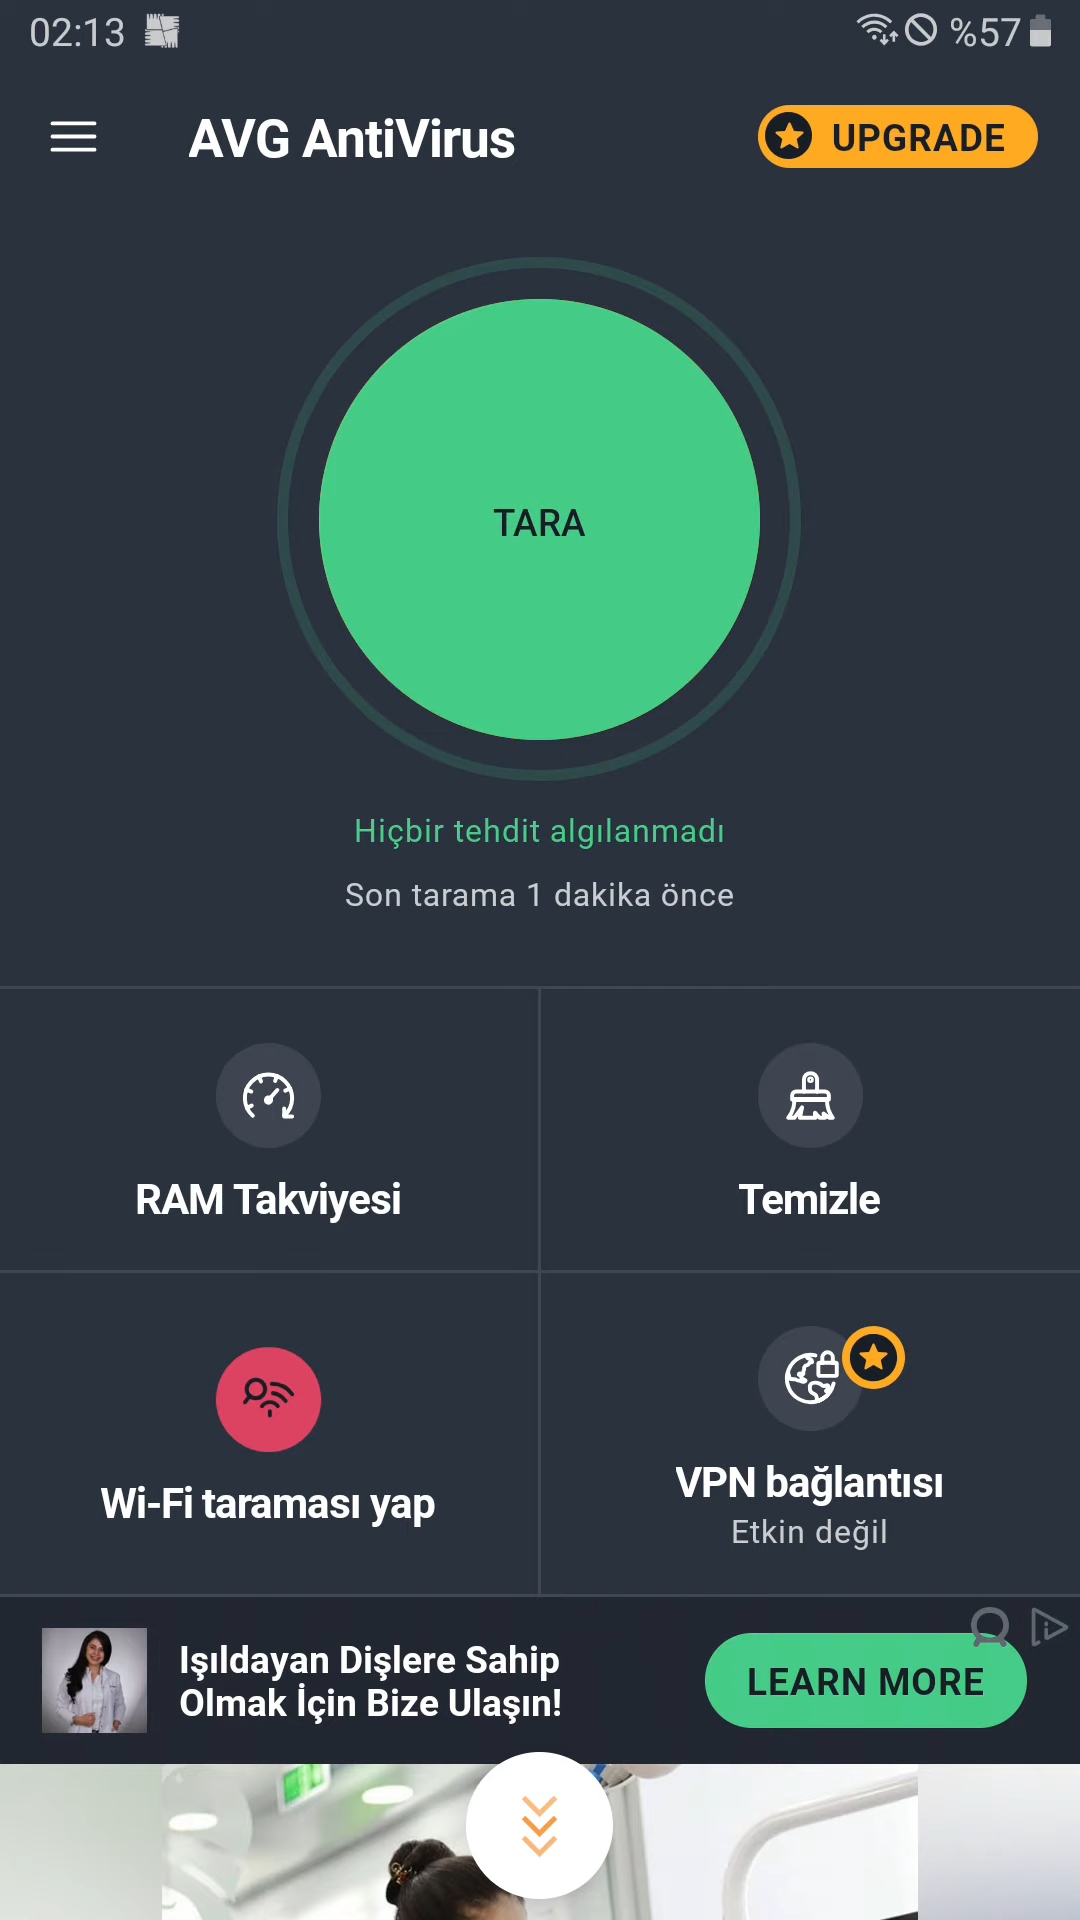 02:13
%57
AVG AntiVirus
UPGRADE
TARA
Hiçbir tehdit algılanmadı
Son tarama 1 dakika önce
RAM Takviyesi
Temizle
Wi-Fi taraması yap
VPN bağlantısı
Etkin değil
Işıldayan Dişlere Sahip
Olmak İçin Bize Ulaşın!
LEARN MORE